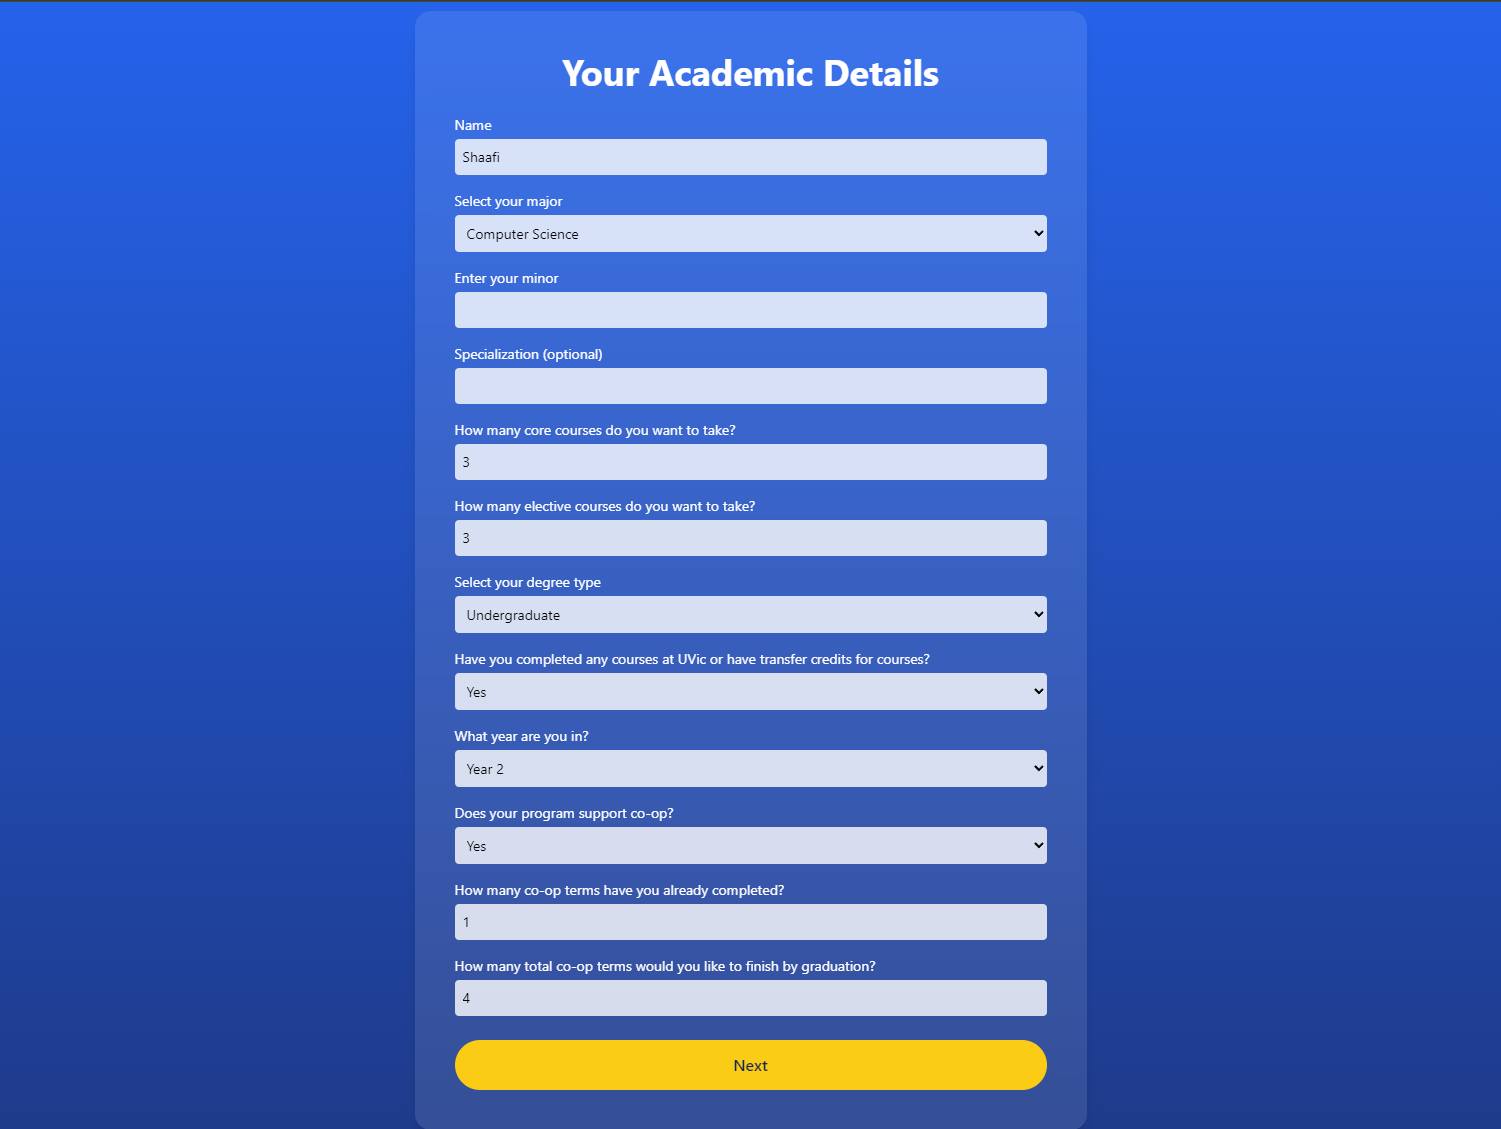 Your Academic Details
Name
Shaafi
Select your major
Computer Science
Enter your minor
Specialization (optional)
How many core courses do you want to take?
3
How many elective courses do you want to take?
3
Select your degree type
Undergraduate
Have you completed any courses at UVic or have transfer credits for courses?
Yes
What year are you in?
Year 2
Does your program support co-op?
Yes
How many co-op terms have you already completed?
1
How many total co-op terms would you like to finish by graduation?
4
Next